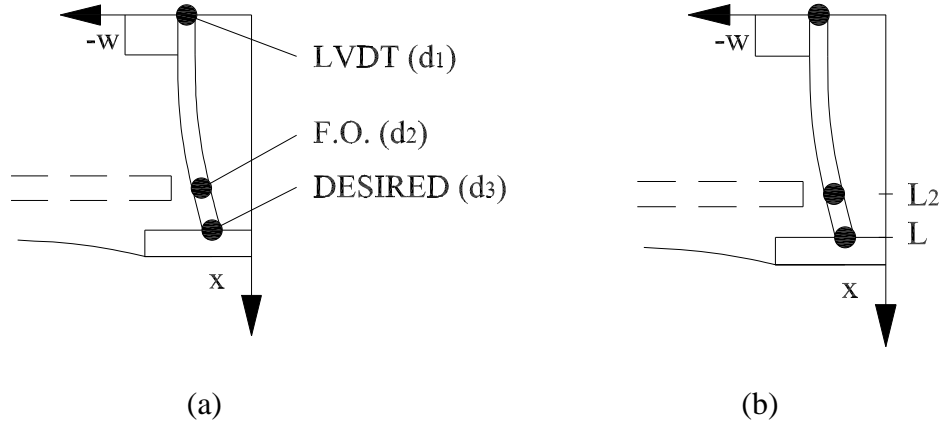 -w
LVDT (d1)
F.O. (d2)
DESIRED (d3)
x
(a)
-w
L2
L
x
(b)